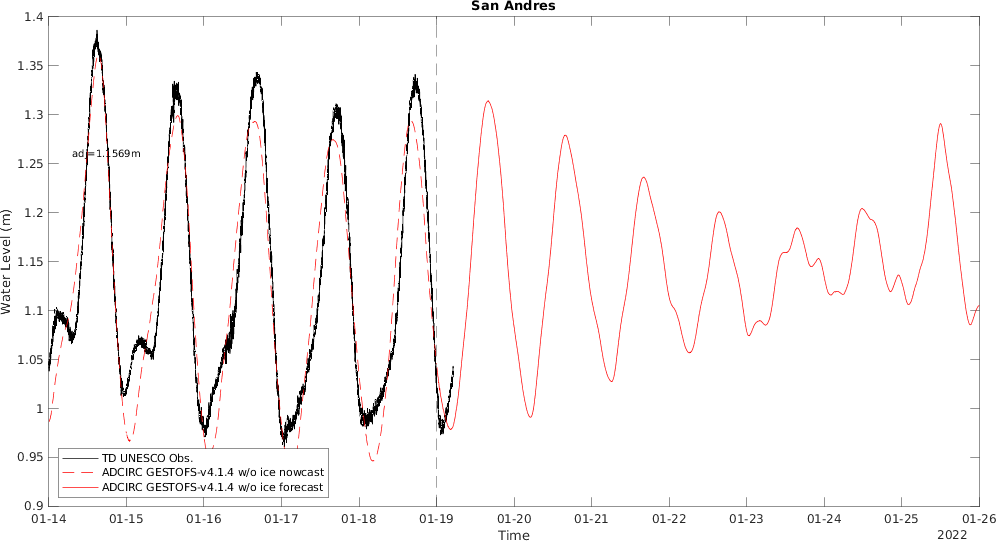 San Andres
1.4
1.35
1.3
1.25
1.2
1.15
1.1
1.05
1
0.95
0.9
Water Level (m)
adj=1.1569m
TD UNESCO Obs.
ADCIRC GESTOFS-v4.1.4 w/o ice nowcast
ADCIRC GESTOFS-v4.1.4 w/o ice forecast
01-14 01-15 01-16 01-17 01-18 01-19 01-20 01-21 01-22 01-23 01-24 01-25 01-26
Time
2022